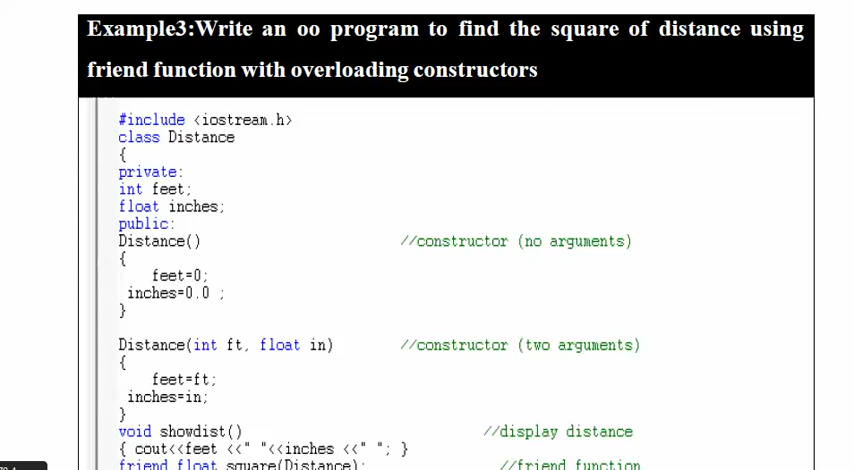 Example3:Write an oo program to find the square of distance using
friend function with overloading constructors
#include <iostream.h>
class Distance
{
private:
int feet;
float inches;
public:
Distance() //constructor (no arguments)
{
feet=0;
inches=0.0 ;
}
Distance(int ft, float in) //constructor (two arguments)
{
feet=ft;
inches=in;
}
void showdist() //display distance
{ cout<<feet <<" "<<inches <<" "; }
friend float square(Distance); //friend function